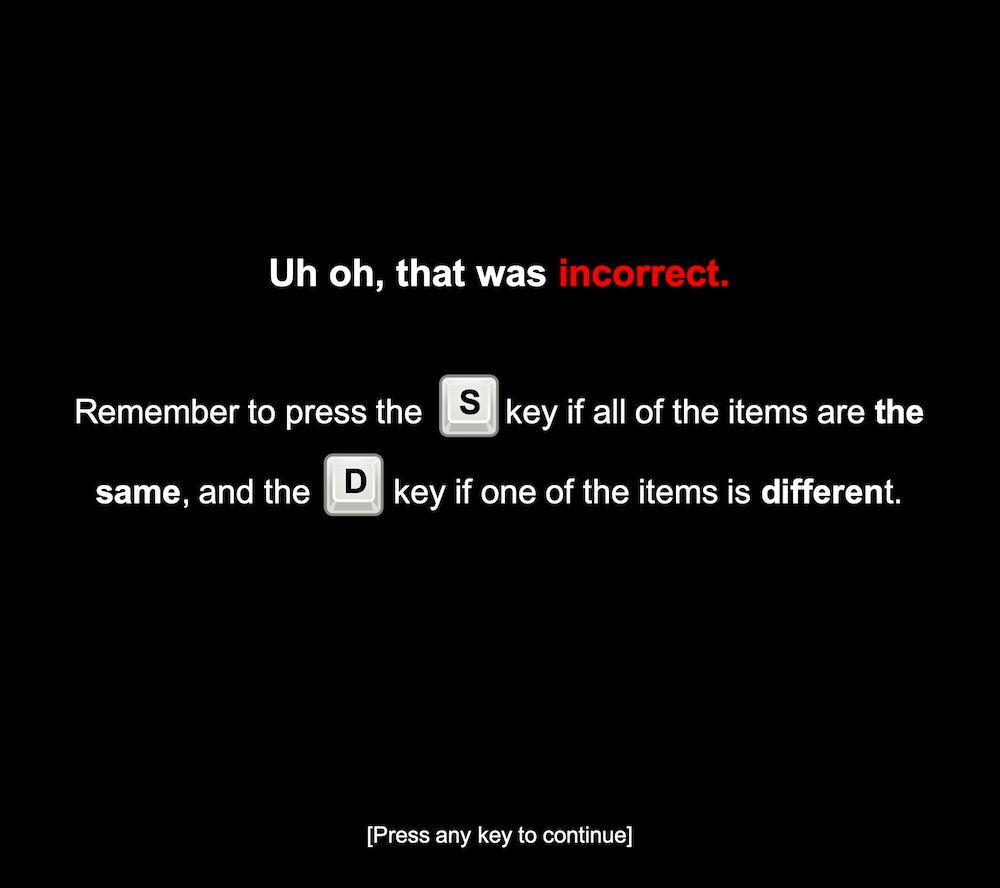 Uh oh, that was incorrect.
Remember to press the S key if all of the items are the
same, and the D key if one of the items is different.
[Press any key to continue]